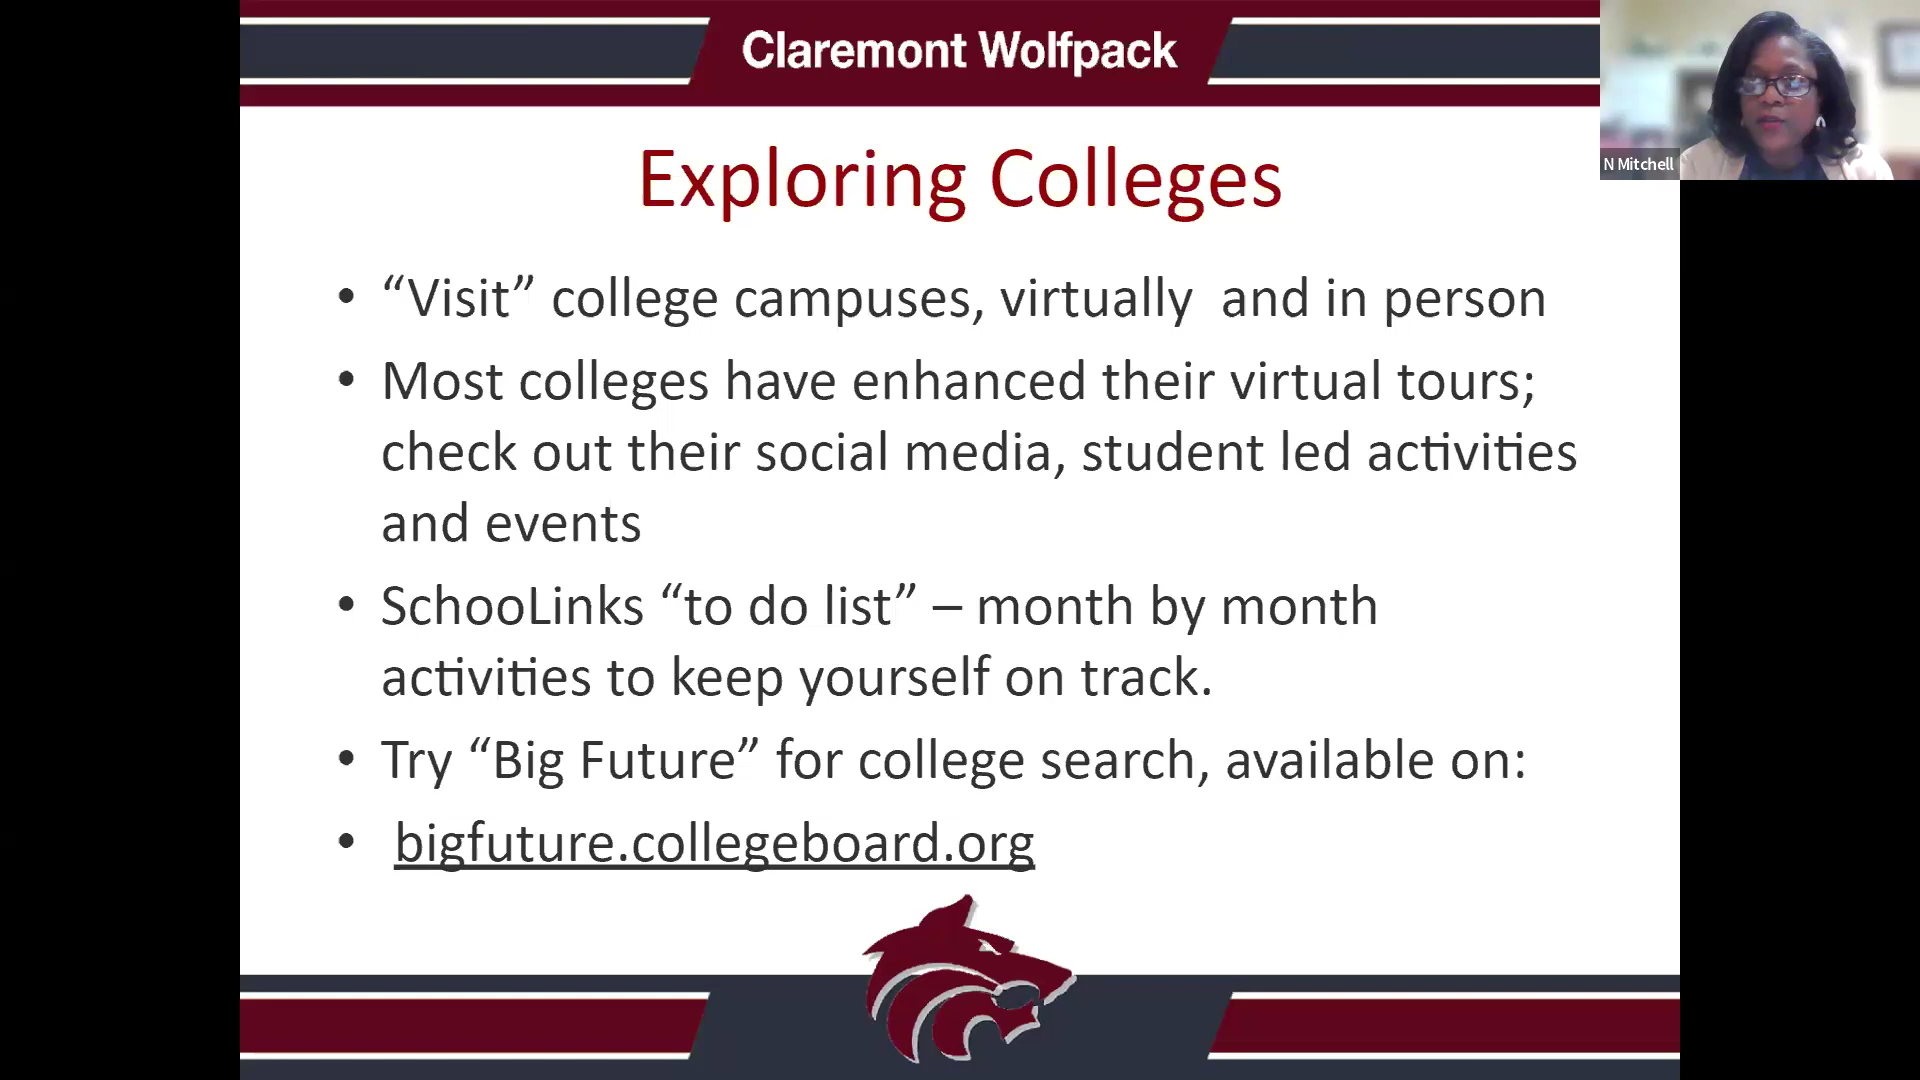 Claremont Wolfpack
N Mitchell
Exploring Colleges
• “Visit” college campuses, virtually  and in person
• Most colleges have enhanced their virtual tours;
check out their social media, student led activities
and events
• SchooLinks “to do list” – month by month
activities to keep yourself on track.
• Try “Big Future” for college search, available on:
• bigfuture.collegeboard.org